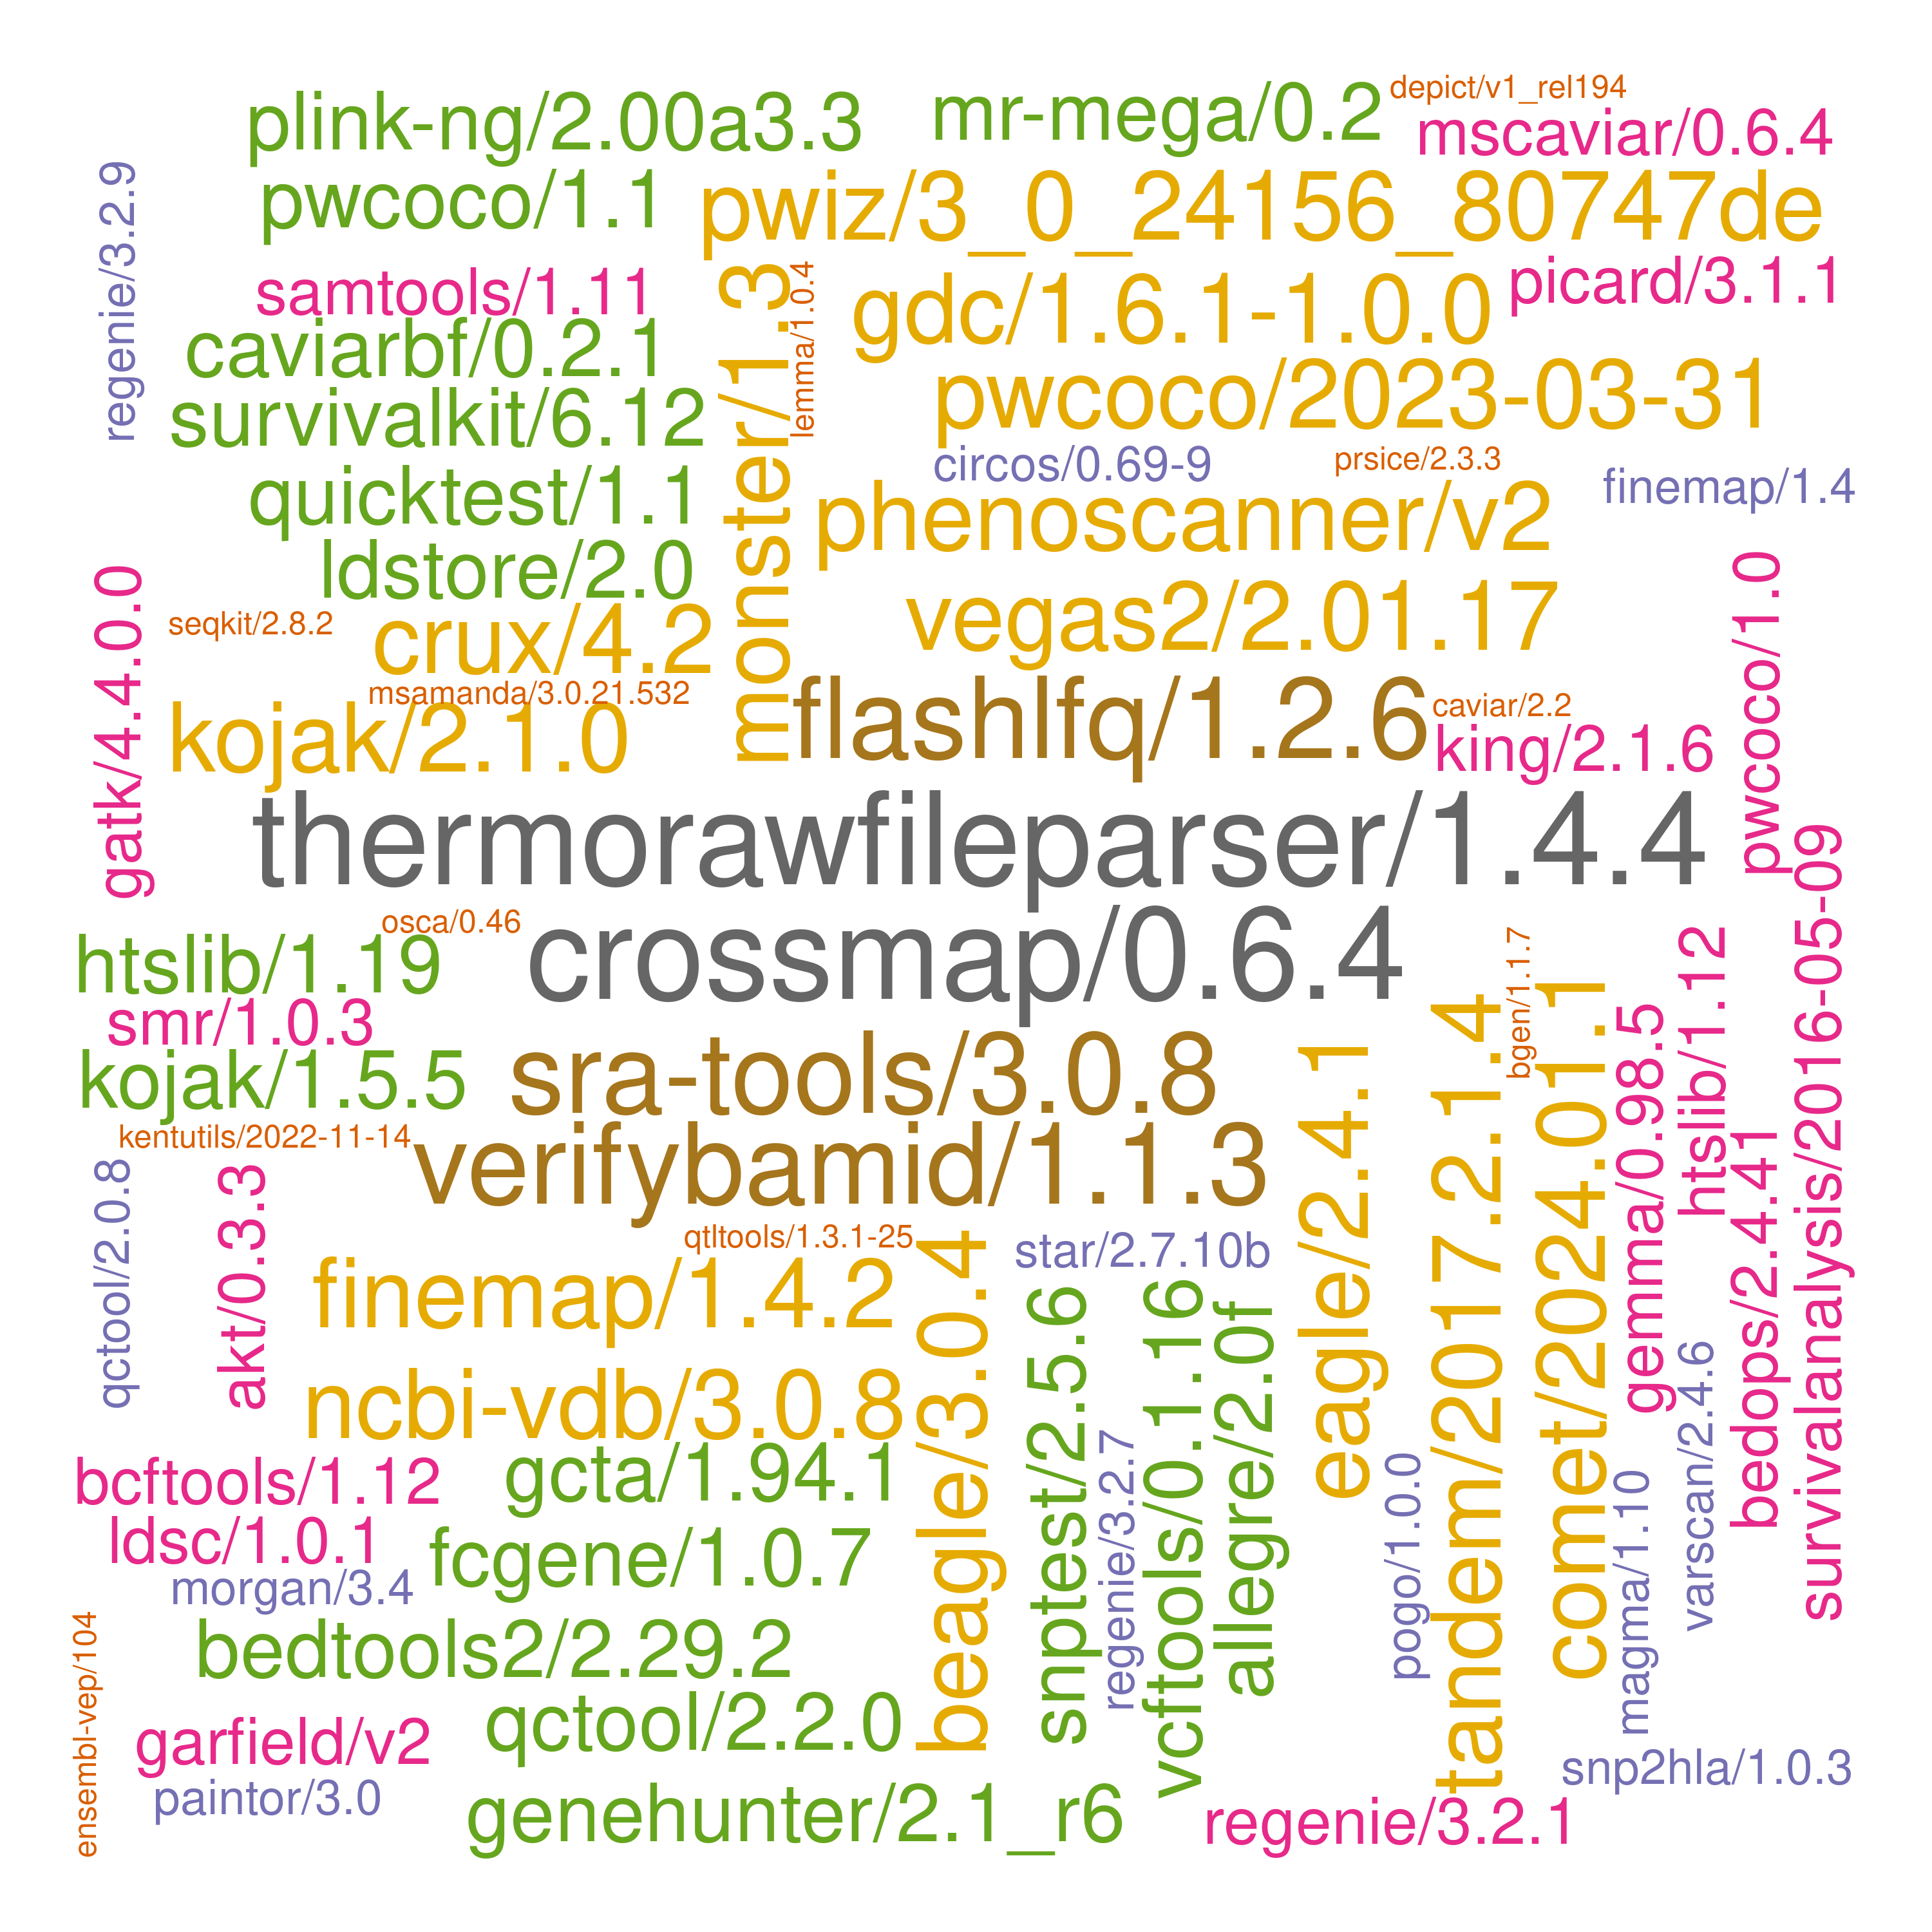 depict/v1_rel194
plink-ng/2.00a3.3
mr-mega/0.2
mscaviar/0.6.4
regenie/3.2.9
pwcoco/1.1
pwiz/3_0_24156_80747de
samtools/1.11
monster/1.3
lemma/1.0.4
gdc/1.6.1-1.0.0
picard/3.1.1
caviarbf/0.2.1
pwcoco/2023-03-31
survivalkit/6.12
circos/0.69-9
prsice/2.3.3
finemap/1.4
quicktest/1.1
phenoscanner/v2
ldstore/2.0
gatk/4.4.0.0
seqkit/2.8.2
crux/4.2
vegas2/2.01.17
pwcoco/1.0
msamanda/3.0.21.532
kojak/2.1.0
flashlfq/1.2.6
caviar/2.2
king/2.1.6
thermorawfileparser/1.4.4
osca/0.46
htslib/1.19
crossmap/0.6.4
bgen/1.1.7
smr/1.0.3
kojak/1.5.5
sra-tools/3.0.8
eagle/2.4.1
tandem/2017.2.1.4
comet/2024.01.1
gemma/0.98.5
htslib/1.12
bedops/2.4.41
survivalanalysis/2016-05-09
kentutils/2022-11-14
verifybamid/1.1.3
qctool/2.0.8
akt/0.3.3
qtltools/1.3.1-25
star/2.7.10b
finemap/1.4.2
beagle/3.0.4
snptest/2.5.6
regenie/3.2.7
vcftools/0.1.16
allegre/2.0f
ncbi-vdb/3.0.8
pogo/1.0.0
magma/1.10
varscan/2.4.6
bcftools/1.12
gcta/1.94.1
ldsc/1.0.1
fcgene/1.0.7
morgan/3.4
bedtools2/2.29.2
ensembl-vep/104
garfield/v2
qctool/2.2.0
snp2hla/1.0.3
paintor/3.0
genehunter/2.1_r6
regenie/3.2.1